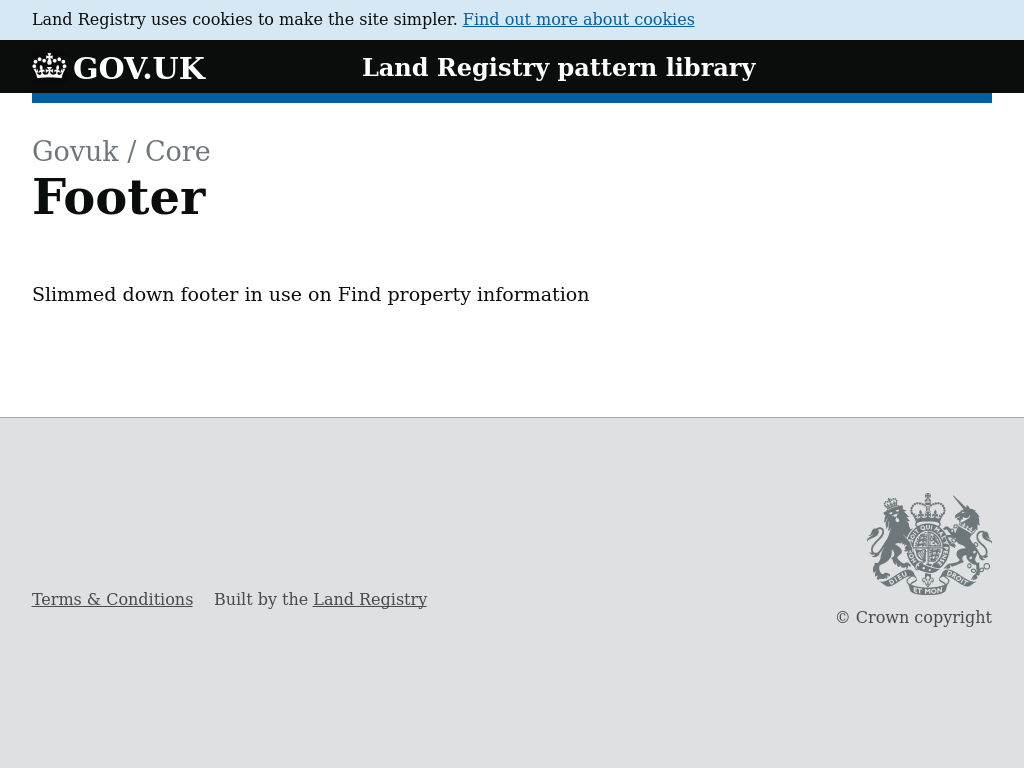 Land Registry uses cookies to make the site simpler. Find out more about cookies
GOV.UK
Land Registry pattern library
Govuk / Core
Footer
Slimmed down footer in use on Find property information
DIEU ET MON DROIT
Terms & Conditions
Built by the Land Registry
© Crown copyright